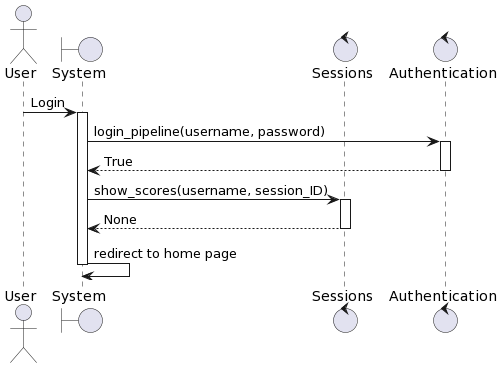 User System Sessions Authentication
Login
login_pipeline(username, password)
True
show_scores(username, session_ID)
None
redirect to home page
User System Sessions Authentication